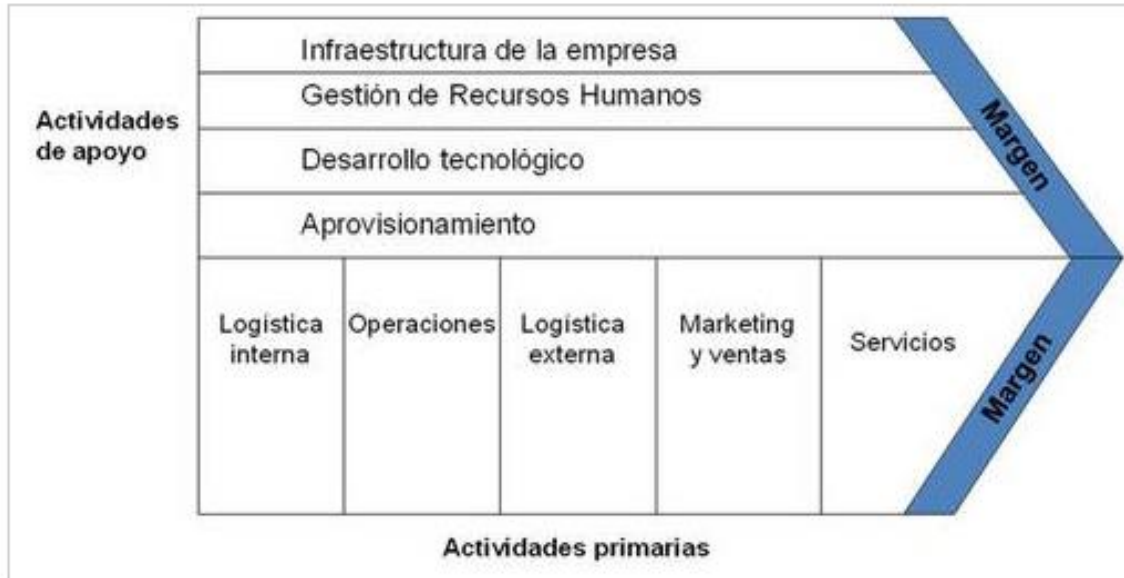 Infraestructura de la empresa
Gestión de Recursos Humanos
Actividades
de apoyo
Desarrollo tecnológico
Aprovisionamiento
Margen
Logística
interna
Operaciones
Logística
externa
Marketing
y ventas
Servicios
Margen
Actividades primarias